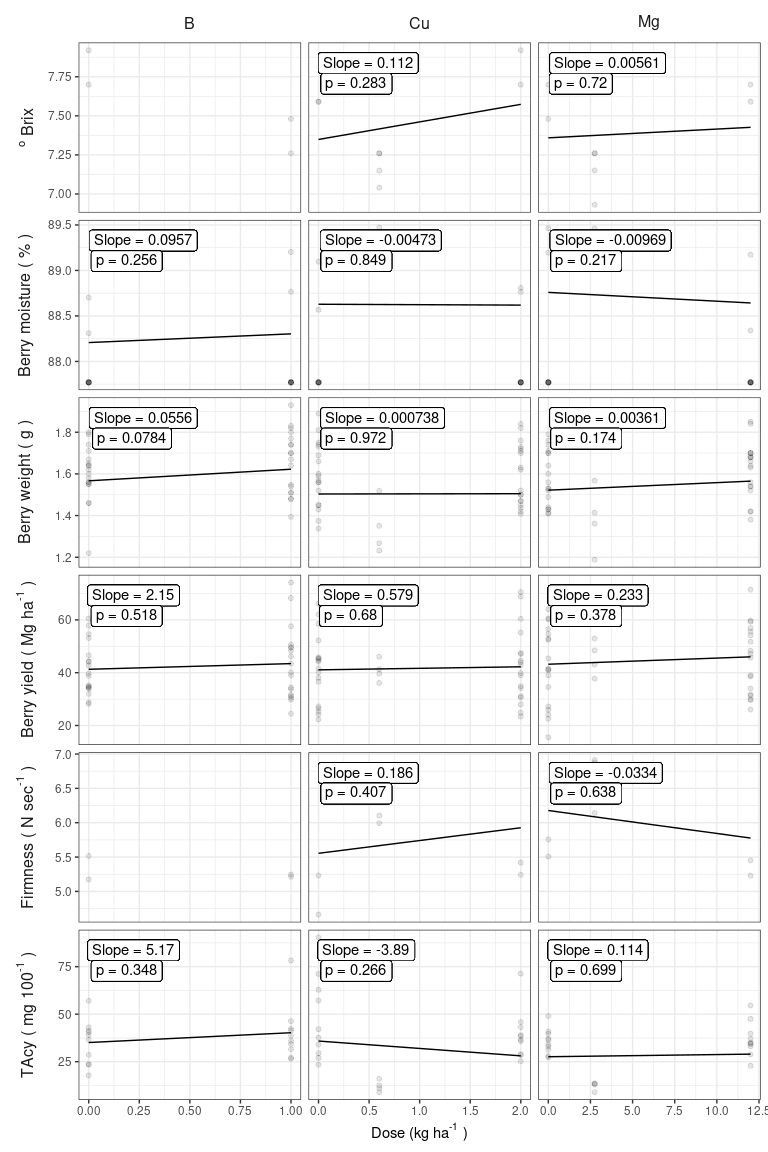 B Cu Mg
º Brix
7.75
7.50
7.25
7.00
Slope = 0.112
p = 0.283
Slope = 0.00561
p = 0.72
Berry moisture ( % )
89.5
89.0
88.5
88.0
Slope = 0.0957
p = 0.256
Slope = -0.00473
p = 0.849
Slope = -0.00969
p = 0.217
Berry weight ( g )
1.8
1.6
1.4
1.2
Slope = 0.0556
p = 0.0784
Slope = 0.000738
p = 0.972
Slope = 0.00361
p = 0.174
Berry yield ( Mg ha⁻¹ )
60
40
20
Slope = 2.15
p = 0.518
Slope = 0.579
p = 0.68
Slope = 0.233
p = 0.378
Firmness ( N sec⁻¹ )
7.0
6.5
6.0
5.5
5.0
Slope = 0.186
p = 0.407
Slope = -0.0334
p = 0.638
TAcy ( mg 100⁻¹ )
75
50
25
Slope = 5.17
p = 0.348
Slope = -3.89
p = 0.266
Slope = 0.114
p = 0.699
0.00 0.25 0.50 0.75 1.00 0.0 0.5 1.0 1.5 2.0 0.0 2.5 5.0 7.5 10.0 12.5
Dose (kg ha⁻¹ )